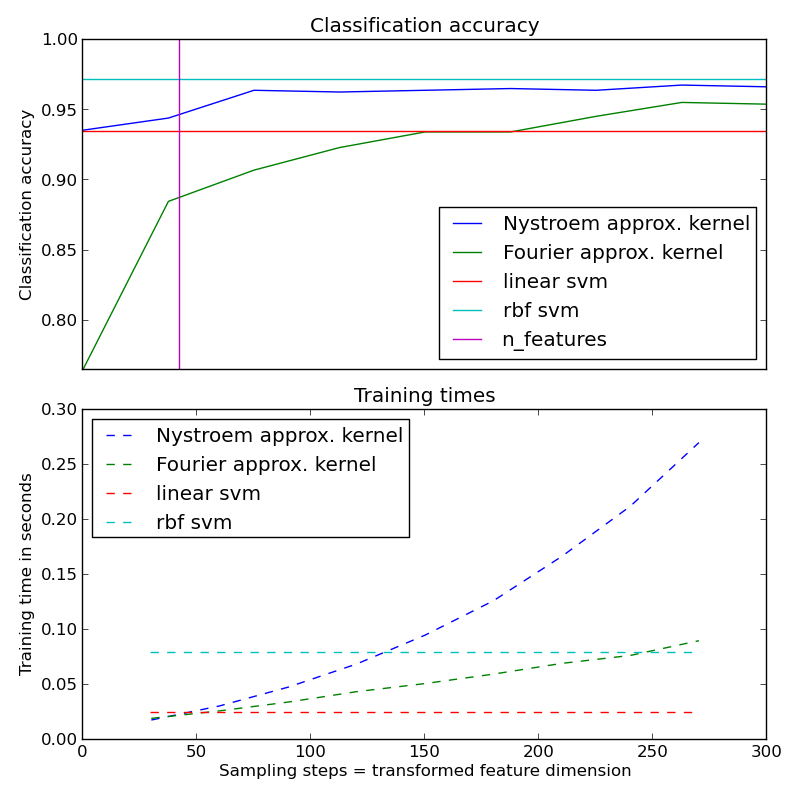 Classification accuracy
1.00
0.95
0.90
0.85
0.80
Classification accuracy
Nystroem approx. kernel
Fourier approx. kernel
linear svm
rbf svm
n_features
Training times
0.30
0.25
0.20
0.15
0.10
0.05
0.00
Training time in seconds
Nystroem approx. kernel
Fourier approx. kernel
linear svm
rbf svm
0 50 100 150 200 250 300
Sampling steps = transformed feature dimension